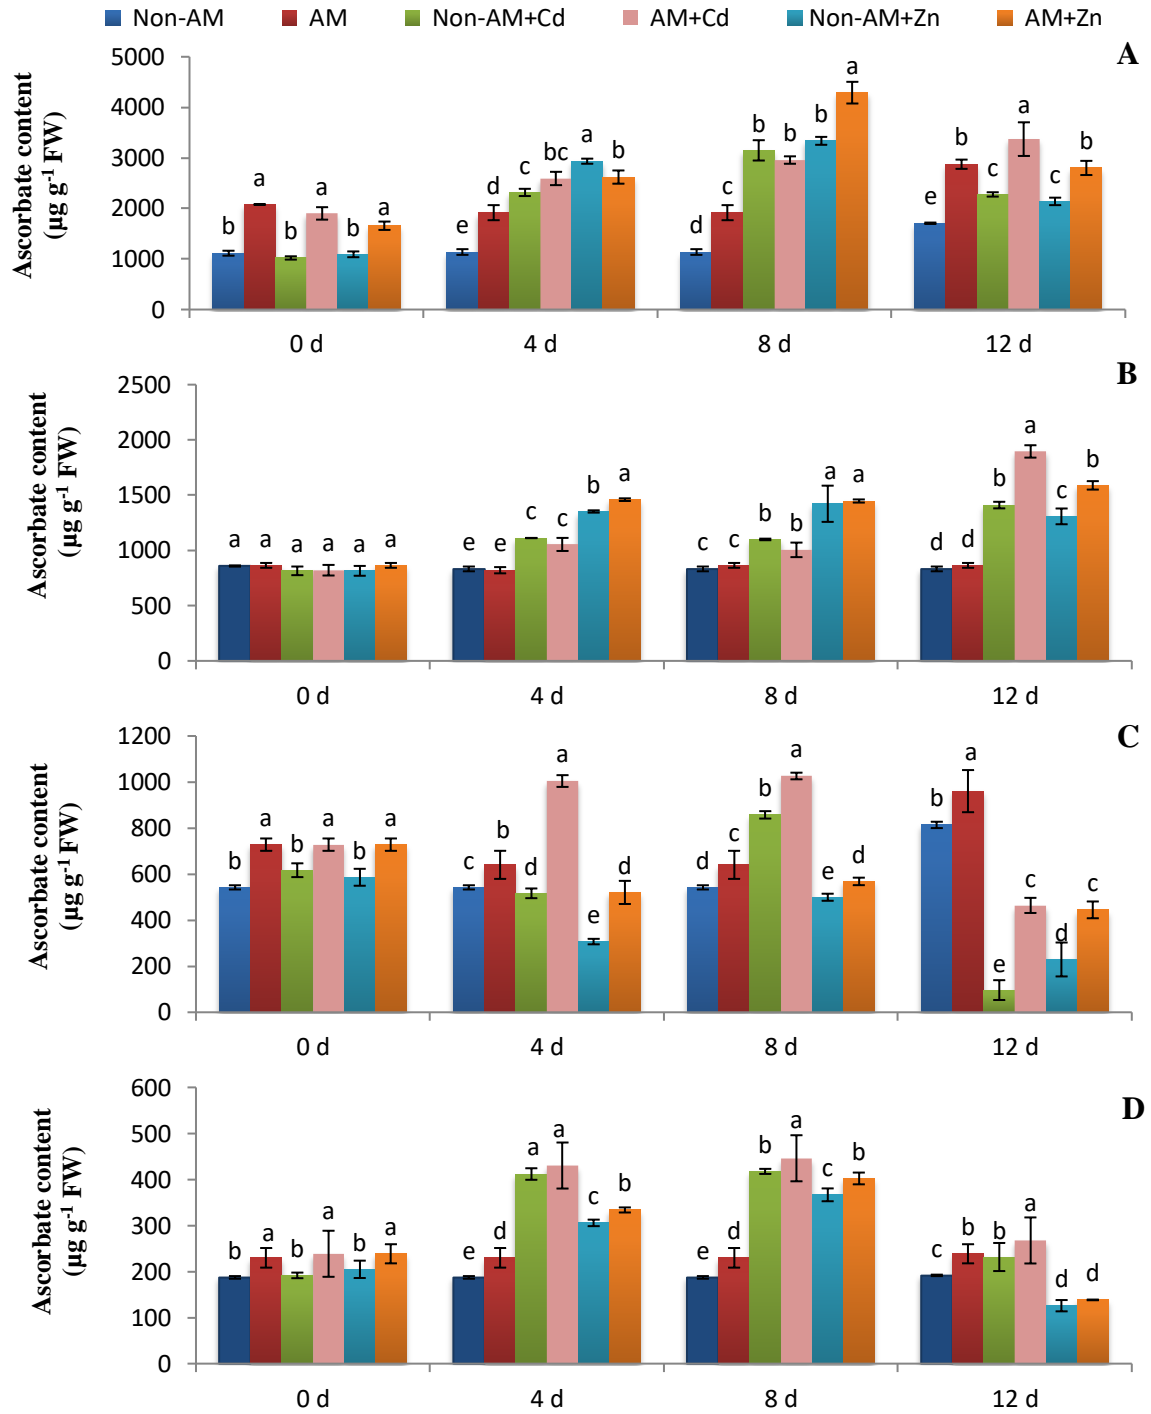 Non-AM AM Non-AM+Cd AM+Cd Non-AM+Zn AM+Zn
A
Ascorbate content
(µg g-1 FW)
5000
4000
3000
2000
1000
0
b a b a b a
e d c bc a b
d c b b b a
e b c a c b
0 d 4 d 8 d 12 d
B
Ascorbate content
(µg g-1 FW)
2500
2000
1500
1000
500
0
a a a a a a
e e c c b a
c c b b a a
d d b a c b
0 d 4 d 8 d 12 d
C
Ascorbate content
(µg g-1 FW)
1200
1000
800
600
400
200
0
b a b a b a
c b d a e d
d c b a e d
b a e c d c
0 d 4 d 8 d 12 d
D
Ascorbate content
(µg g-1 FW)
600
500
400
300
200
100
0
b a b a b a
e d a a c b
e d b a c b
c b b a d d
0 d 4 d 8 d 12 d